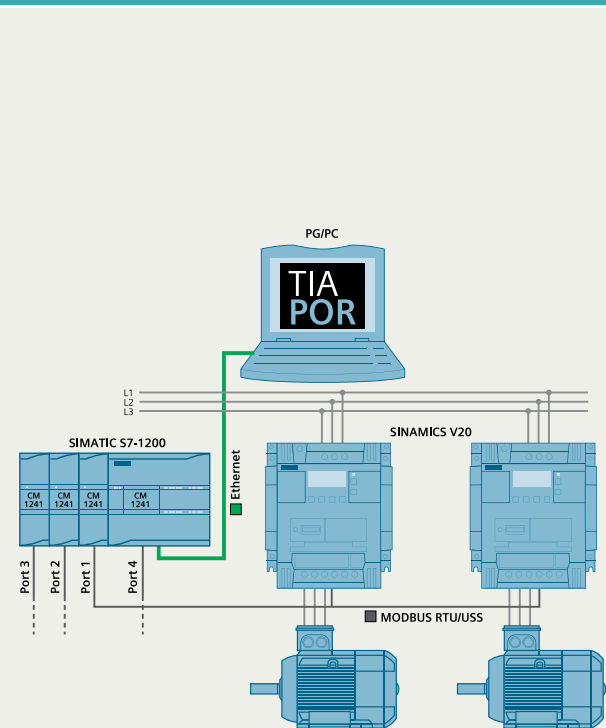 PG/PC
TIA
POR
L1
L2
L3
SINAMICS V20
SIMATIC S7-1200
Ethernet
CM
1241
CM
1241
CM
1241
CM
1241
Port 3
Port 2
Port 1
Port 4
MODBUS RTU/USS